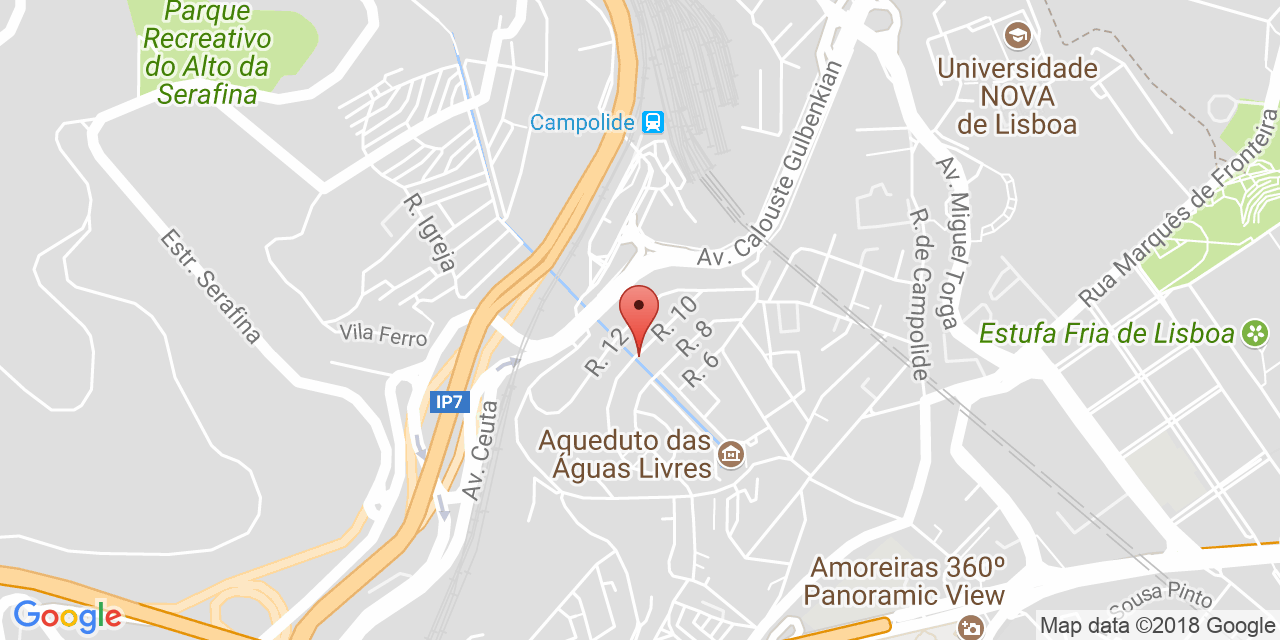 Parque
Recreativo
do Alto da
Serafina
Universidade
NOVA
de Lisboa
Campolide
Av. Calouste Gulbenkian
Av. Miguel Torga
R. de Campolide
Rua Marquês de Fronteira
R. Igreja
Estr. Serafina
Vila Ferro
R. 12
R. 10
R. 8
R. 6
Estufa Fria de Lisboa
IP7
Av. Ceuta
Aqueduto das
Águas Livres
Amoreiras 360º
Panoramic View
Sousa Pinto
Google
Map data ©2018 Google